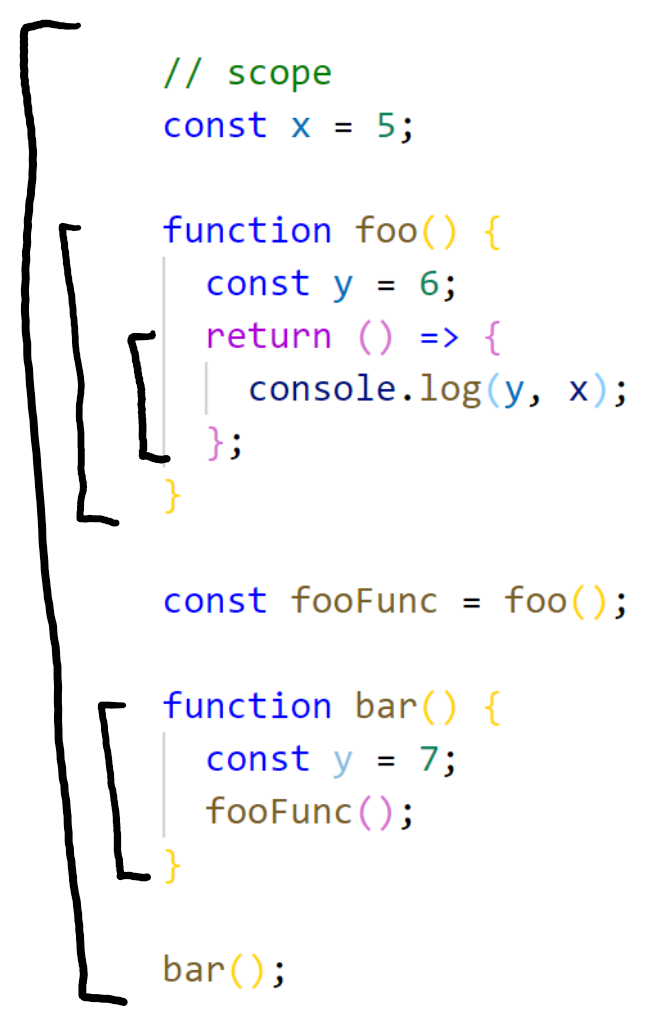 // scope
const x = 5;
function foo() {
const y = 6;
return () => {
console.log(y, x);
};
}
const fooFunc = foo();
function bar() {
const y = 7;
fooFunc();
}
bar();